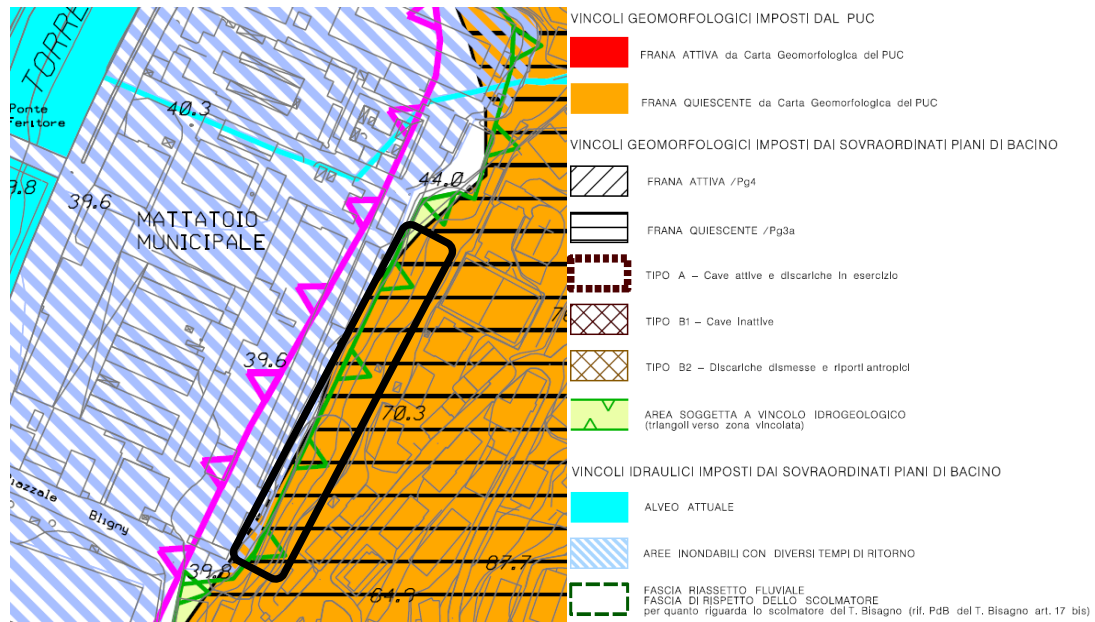 TORRE
Ponte
Feritore
40.3
9.8
39.6
44.0
MATTATOIO
MUNICIPALE
39.6
70.3
Bligny
39.8
87.7
VINCOLI GEOMORFOLOGICI IMPOSTI DAL PUC
FRANA ATTIVA da Carta Geomorfologica del PUC
FRANA QUIESCENTE da Carta Geomorfologica del PUC
VINCOLI GEOMORFOLOGICI IMPOSTI DAI SOVRAORDINATI PIANI DI BACINO
FRANA ATTIVA /Pg4
FRANA QUIESCENTE /Pg3a
TIPO A – Cave attive e discariche in esercizio
TIPO B1 – Cave Inattive
TIPO B2 – Discariche dismesse e riporti antropici
AREA SOGGETTA A VINCOLO IDROGEOLOGICO
(triangoli verso zona vincolata)
VINCOLI IDRAULICI IMPOSTI DAI SOVRAORDINATI PIANI DI BACINO
ALVEO ATTUALE
AREE INONDABILI CON DIVERSI TEMPI DI RITORNO
FASCIA RIASSETTO FLUVIALE
FASCIA DI RISPETTO DELLO SCOLMATORE
per quanto riguarda lo scolmatore del T. Bisagno (rif. PdB del T. Bisagno art. 17 bis)